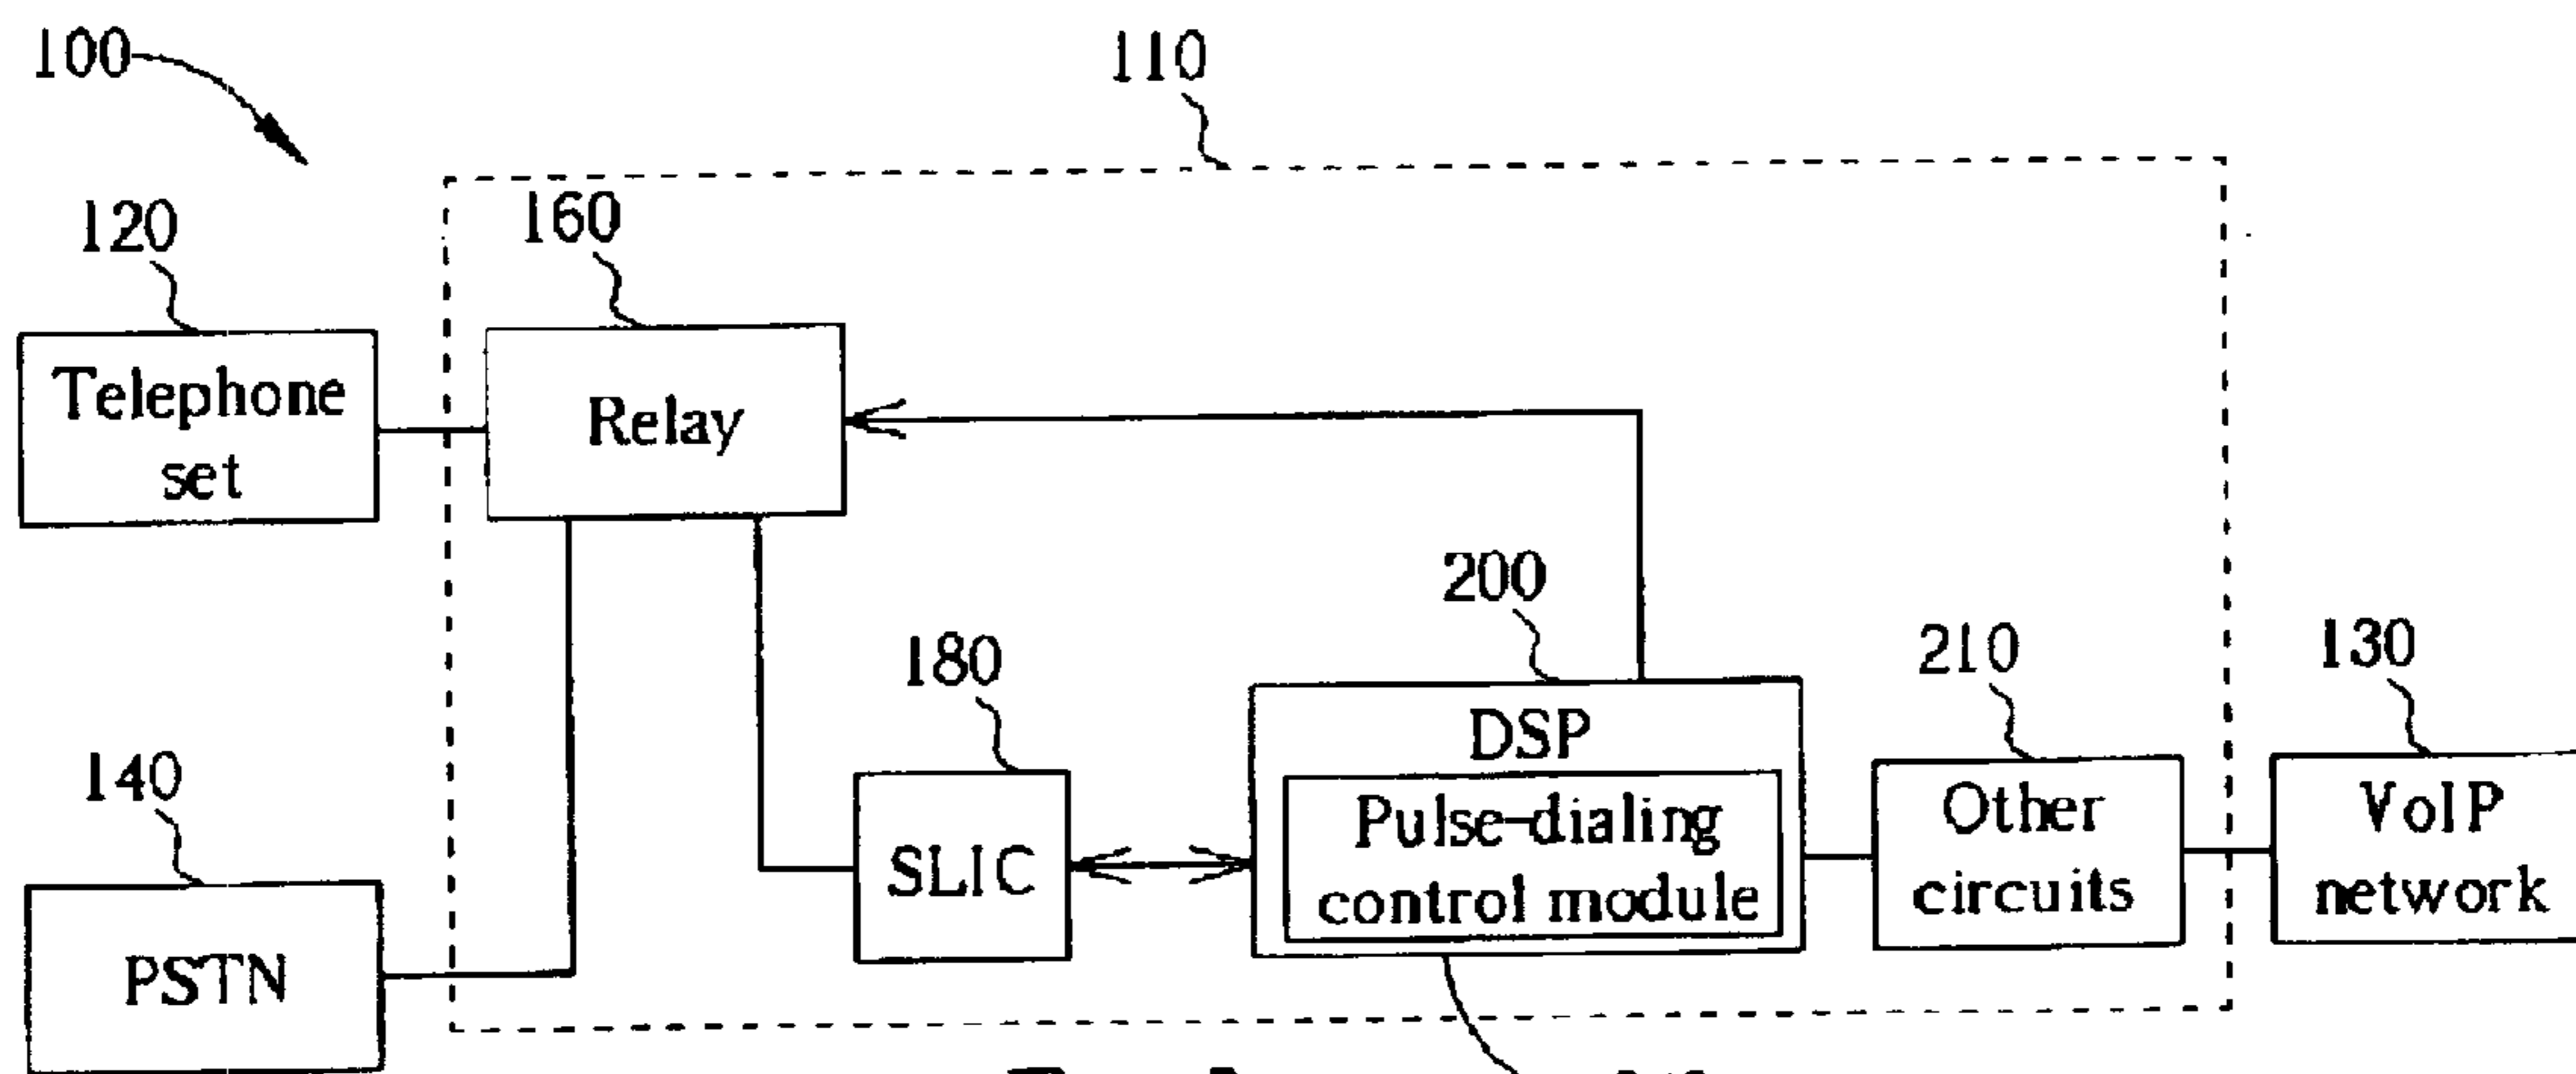 100
110
120
160
Telephone
set
Relay
200
180
210
130
140
DSP
Pulse-dialing
control module
SLIC
Other
circuits
VoIP
network
PSTN